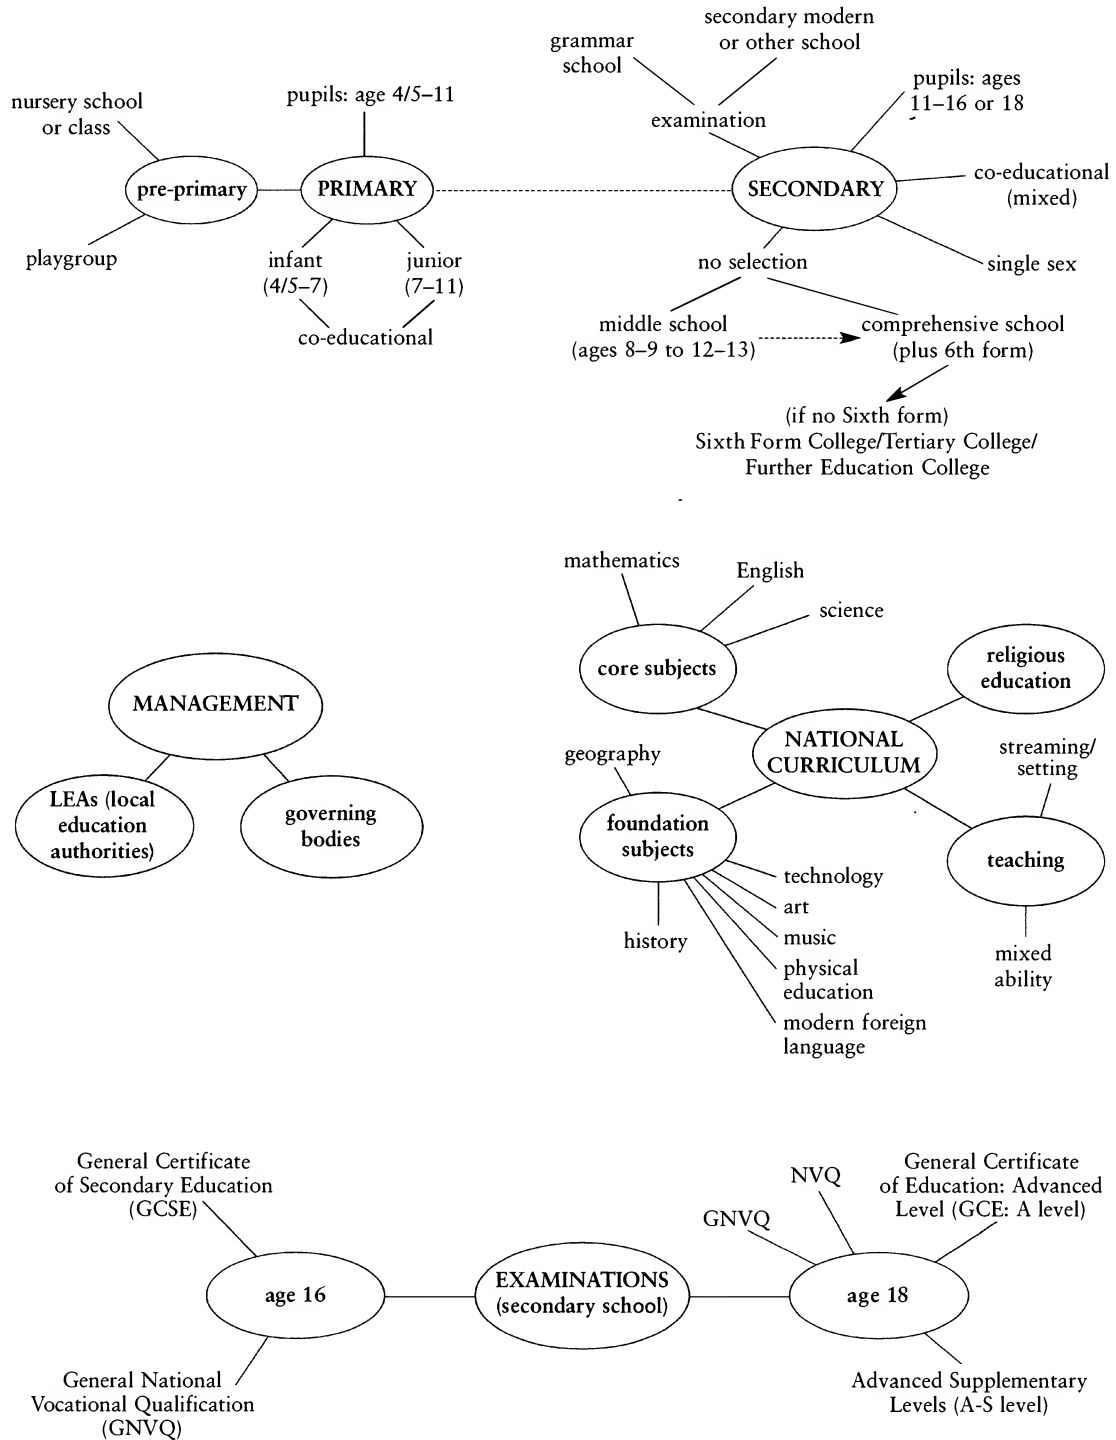 secondary modern
or other school
grammar
school
pupils: ages
11–16 or 18
nursery school
or class
pupils: age 4/5–11
examination
pre-primary
PRIMARY
SECONDARY
co-educational
(mixed)
playgroup
infant
(4/5–7)
junior
(7–11)
no selection
single sex
co-educational
middle school
(ages 8–9 to 12–13)
comprehensive school
(plus 6th form)
(if no Sixth form)
Sixth Form College/Tertiary College/
Further Education College
mathematics
English
science
core subjects
religious
education
MANAGEMENT
NATIONAL
CURRICULUM
streaming/
setting
geography
LEAs (local
education
authorities)
governing
bodies
foundation
subjects
teaching
technology
art
music
physical
education
modern foreign
language
history
mixed
ability
General Certificate
of Secondary Education
(GCSE)
NVQ
GNVQ
General Certificate
of Education: Advanced
Level (GCE: A level)
age 16
EXAMINATIONS
(secondary school)
age 18
General National
Vocational Qualification
(GNVQ)
Advanced Supplementary
Levels (A-S level)